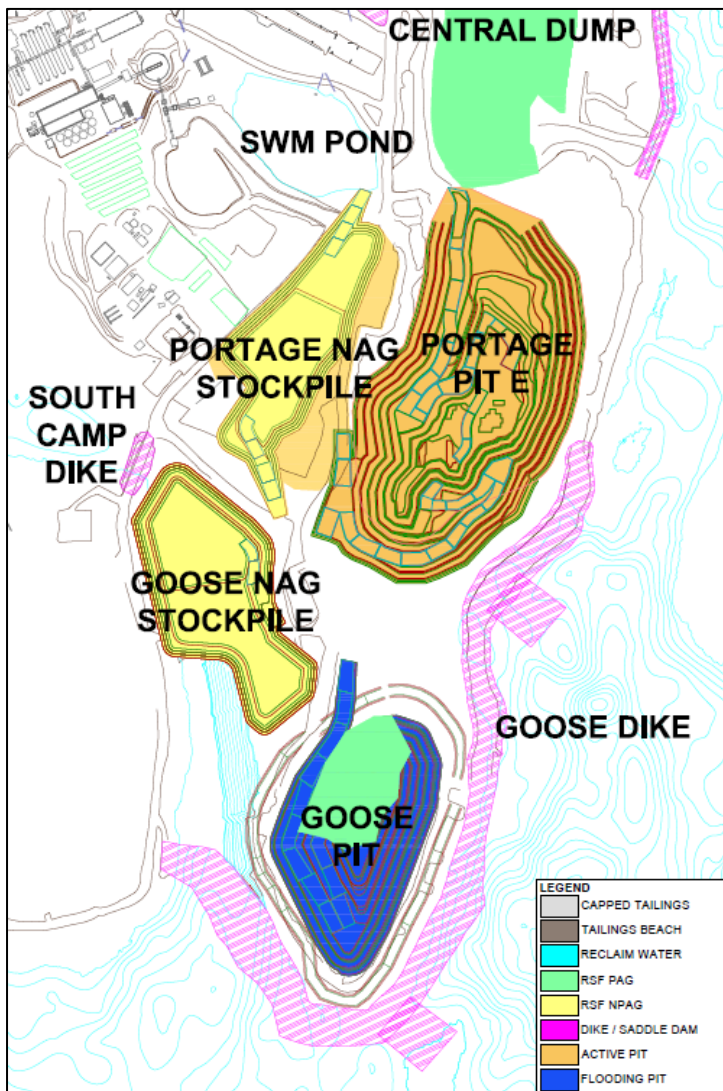 CENTRAL DUMP
SWM POND
PORTAGE NAG
STOCKPILE
PORTAGE
PIT E
SOUTH
CAMP
DIKE
GOOSE NAG
STOCKPILE
GOOSE DIKE
GOOSE
PIT
LEGEND
CAPPED TAILINGS
TAILINGS BEACH
RECLAIM WATER
RSF PAG
RSF NPAG
DIKE / SADDLE DAM
ACTIVE PIT
FLOODING PIT